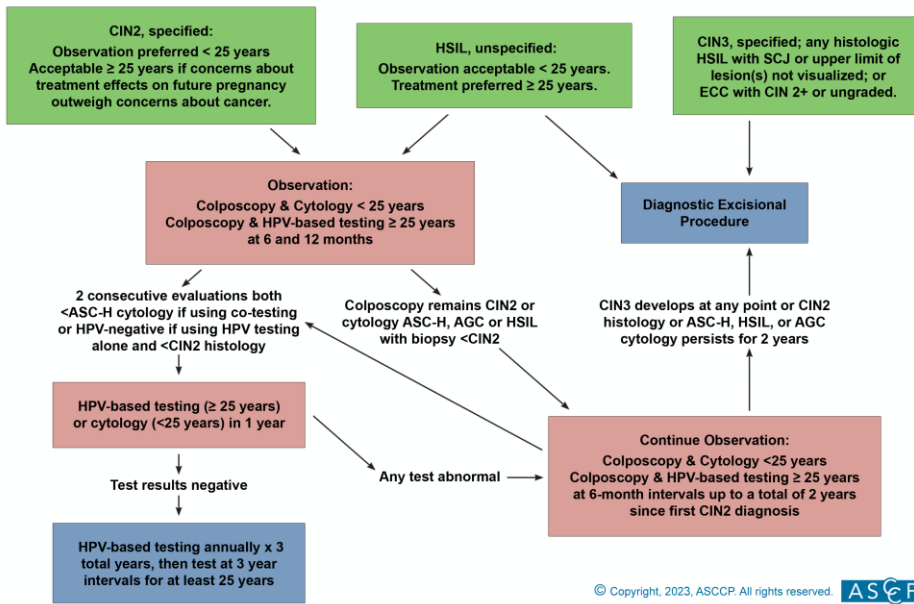 CIN2, specified:
Observation preferred < 25 years
Acceptable ≥ 25 years if concerns about
treatment effects on future pregnancy
outweigh concerns about cancer.
HSIL, unspecified:
Observation acceptable < 25 years.
Treatment preferred ≥ 25 years.
CIN3, specified; any histologic
HSIL with SCJ or upper limit of
lesion(s) not visualized; or
ECC with CIN 2+ or ungraded.
Observation:
Colposcopy & Cytology < 25 years
Colposcopy & HPV-based testing ≥ 25 years
at 6 and 12 months
Diagnostic Excisional
Procedure
2 consecutive evaluations both
<ASC-H cytology if using co-testing
or HPV-negative if using HPV testing
alone and <CIN2 histology
Colposcopy remains CIN2 or
cytology ASC-H, AGC or HSIL
with biopsy <CIN2
CIN3 develops at any point or CIN2
histology or ASC-H, HSIL, or AGC
cytology persists for 2 years
HPV-based testing (≥ 25 years)
or cytology (<25 years) in 1 year
Continue Observation:
Colposcopy & Cytology <25 years
Colposcopy & HPV-based testing ≥ 25 years
at 6-month intervals up to a total of 2 years
since first CIN2 diagnosis
Test results negative
Any test abnormal
HPV-based testing annually x 3
total years, then test at 3 year
intervals for at least 25 years
© Copyright, 2023, ASCCP. All rights reserved.
ASCCP